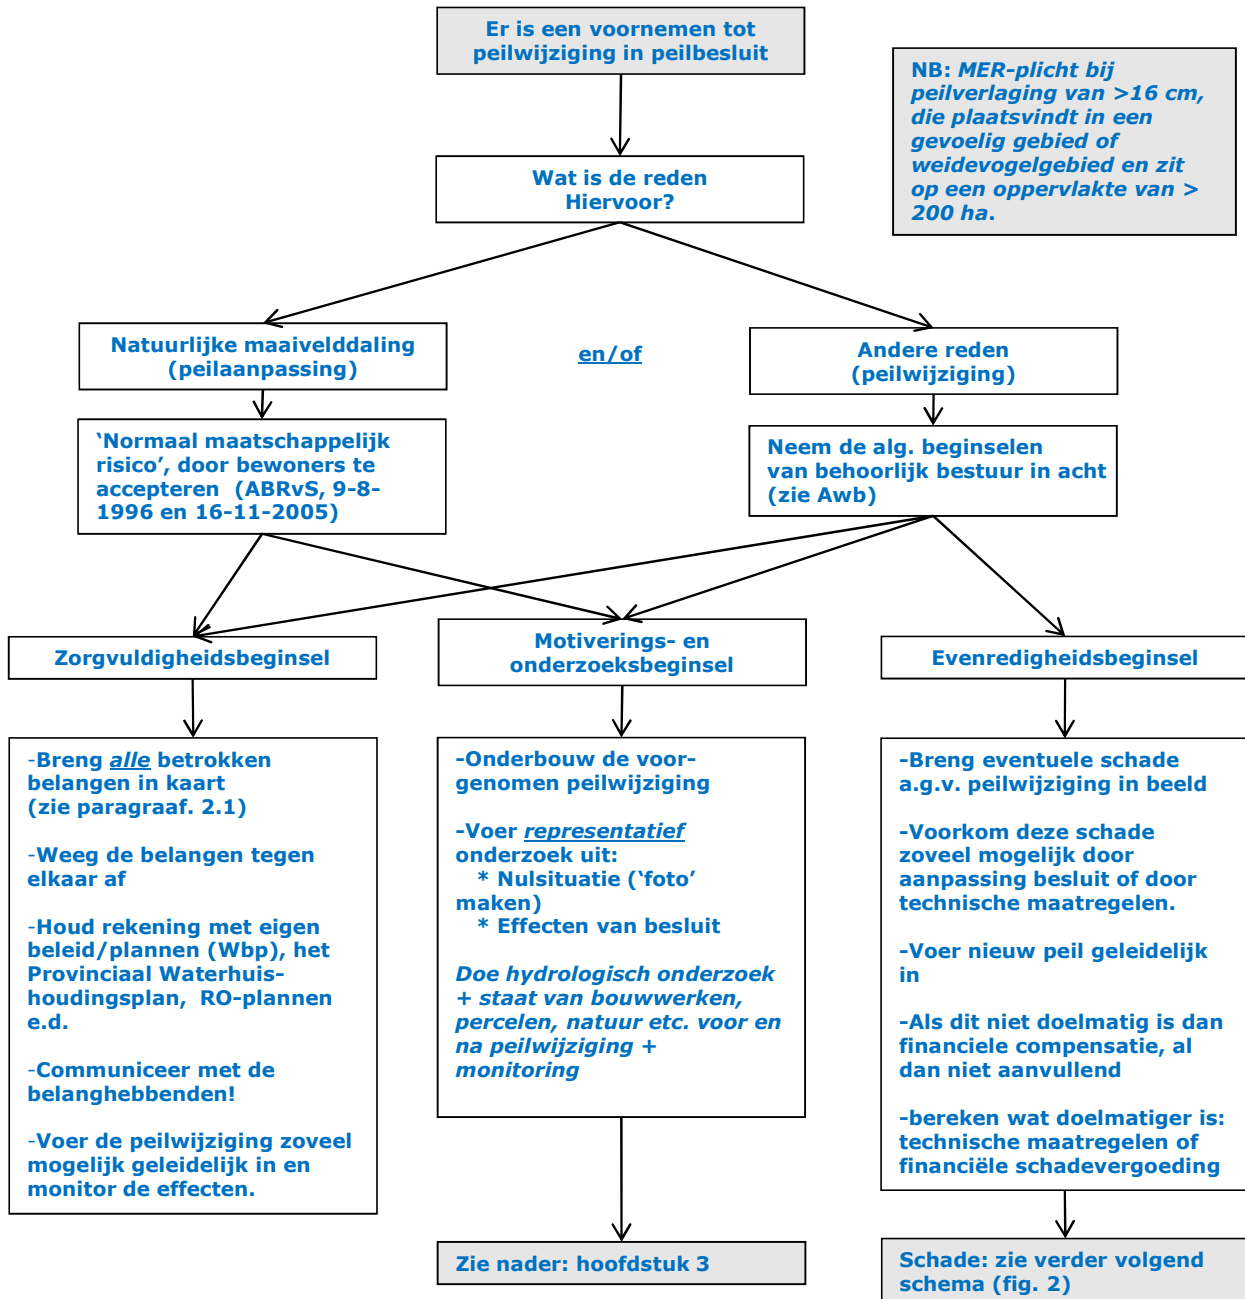 Er is een voornemen tot
peilwijziging in peilbesluit
NB: MER-plicht bij
peilverlaging van >16 cm,
die plaatsvindt in een
gevoelig gebied of
weidevogelgebied en zit
op een oppervlakte van >
200 ha.
Wat is de reden
Hiervoor?
Natuurlijke maaivelddaling
(peilaanpassing)
en/of
Andere reden
(peilwijziging)
‘Normaal maatschappelijk
risico’, door bewoners te
accepteren (ABRvS, 9-8-
1996 en 16-11-2005)
Neem de alg. beginselen
van behoorlijk bestuur in acht
(zie Awb)
Zorgvuldigheidsbeginsel
Motiverings- en
onderzoeksbeginsel
Evenredigheidsbeginsel
-Breng alle betrokken
belangen in kaart
(zie paragraaf. 2.1)
-Weeg de belangen tegen
elkaar af
-Houd rekening met eigen
beleid/plannen (Wbp), het
Provinciaal Waterhuis-
houdingsplan, RO-plannen
e.d.
-Communiceer met de
belanghebbenden!
-Voer de peilwijziging zoveel
mogelijk geleidelijk in en
monitor de effecten.
-Onderbouw de voor-
genomen peilwijziging
-Voer representatief
onderzoek uit:
* Nulsituatie (‘foto’
maken)
* Effecten van besluit
Doe hydrologisch onderzoek
+ staat van bouwwerken,
percelen, natuur etc. voor en
na peilwijziging +
monitoring
-Breng eventuele schade
a.g.v. peilwijziging in beeld
-Voorkom deze schade
zoveel mogelijk door
aanpassing besluit of door
technische maatregelen.
-Voer nieuw peil geleidelijk
in
-Als dit niet doelmatig is dan
financiele compensatie, al
dan niet aanvullend
-bereken wat doelmatiger is:
technische maatregelen of
financiële schadevergoeding
Zie nader: hoofdstuk 3
Schade: zie verder volgend
schema (fig. 2)